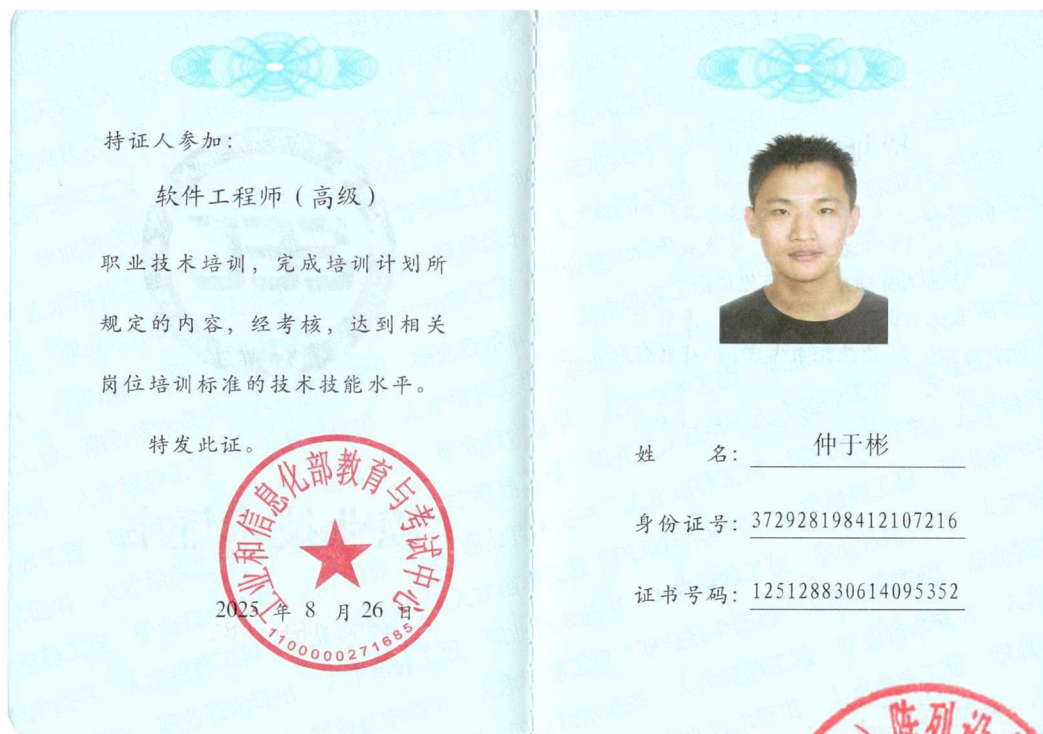 持证人参加：
软件工程师（高级）
职业技术培训，完成培训计划所
规定的内容，经考核，达到相关
岗位培训标准的技术技能水平。
特发此证。
工业和信息化部教育与考试中心
2025 年 8 月 26 日
1100000271685
姓 名：仲于彬
身份证号：372928198412107216
证书号码：125128830614095352
陈列设